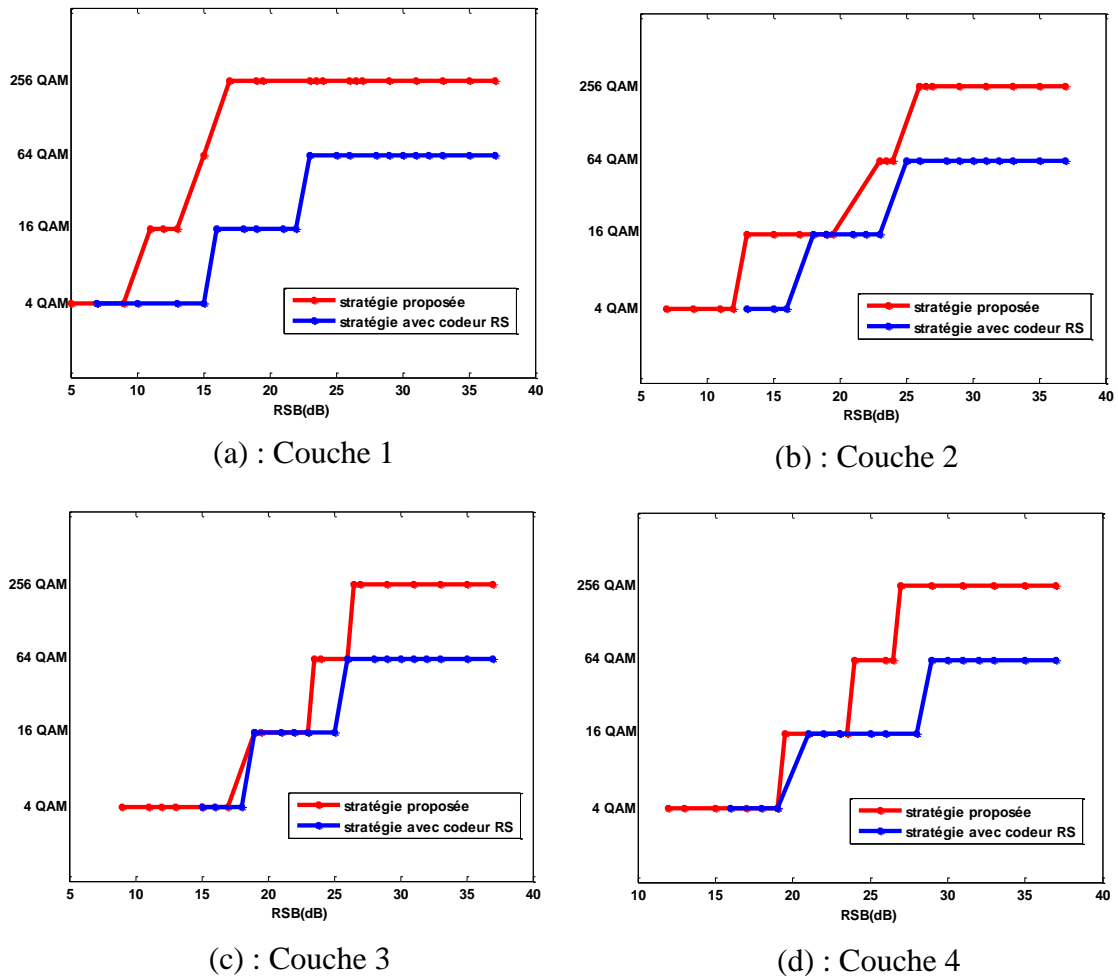 256 QAM
64 QAM
16 QAM
4 QAM
stratégie proposée
stratégie avec codeur RS
5 10 15 20 25 30 35 40
RSB(dB)
(a) : Couche 1
256 QAM
64 QAM
16 QAM
4 QAM
stratégie proposée
stratégie avec codeur RS
5 10 15 20 25 30 35 40
RSB(dB)
(b) : Couche 2
256 QAM
64 QAM
16 QAM
4 QAM
stratégie proposée
stratégie avec codeur RS
5 10 15 20 25 30 35 40
RSB(dB)
(c) : Couche 3
256 QAM
64 QAM
16 QAM
4 QAM
stratégie proposée
stratégie avec codeur RS
10 15 20 25 30 35 40
RSB(dB)
(d) : Couche 4